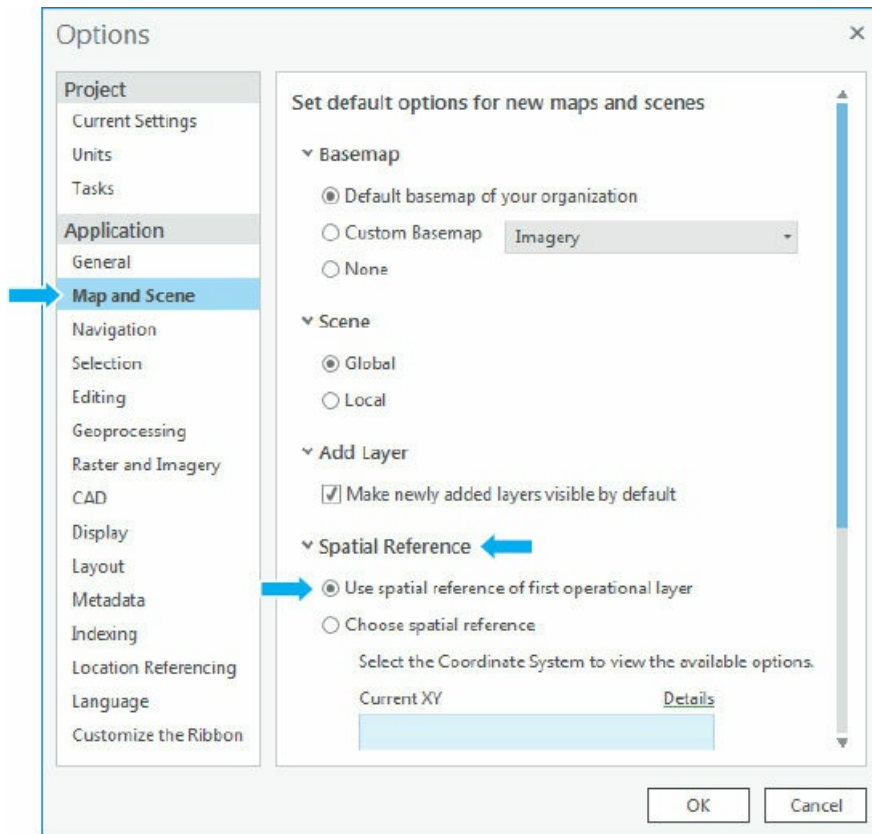 Options
Project
Current Settings
Units
Tasks
Application
General
Map and Scene
Navigation
Selection
Editing
Geoprocessing
Raster and Imagery
CAD
Display
Layout
Metadata
Indexing
Location Referencing
Language
Customize the Ribbon
Set default options for new maps and scenes
Basemap
Default basemap of your organization
Custom Basemap Imagery
None
Scene
Global
Local
Add Layer
Make newly added layers visible by default
Spatial Reference
Use spatial reference of first operational layer
Choose spatial reference
Select the Coordinate System to view the available options.
Current XY Details
OK Cancel